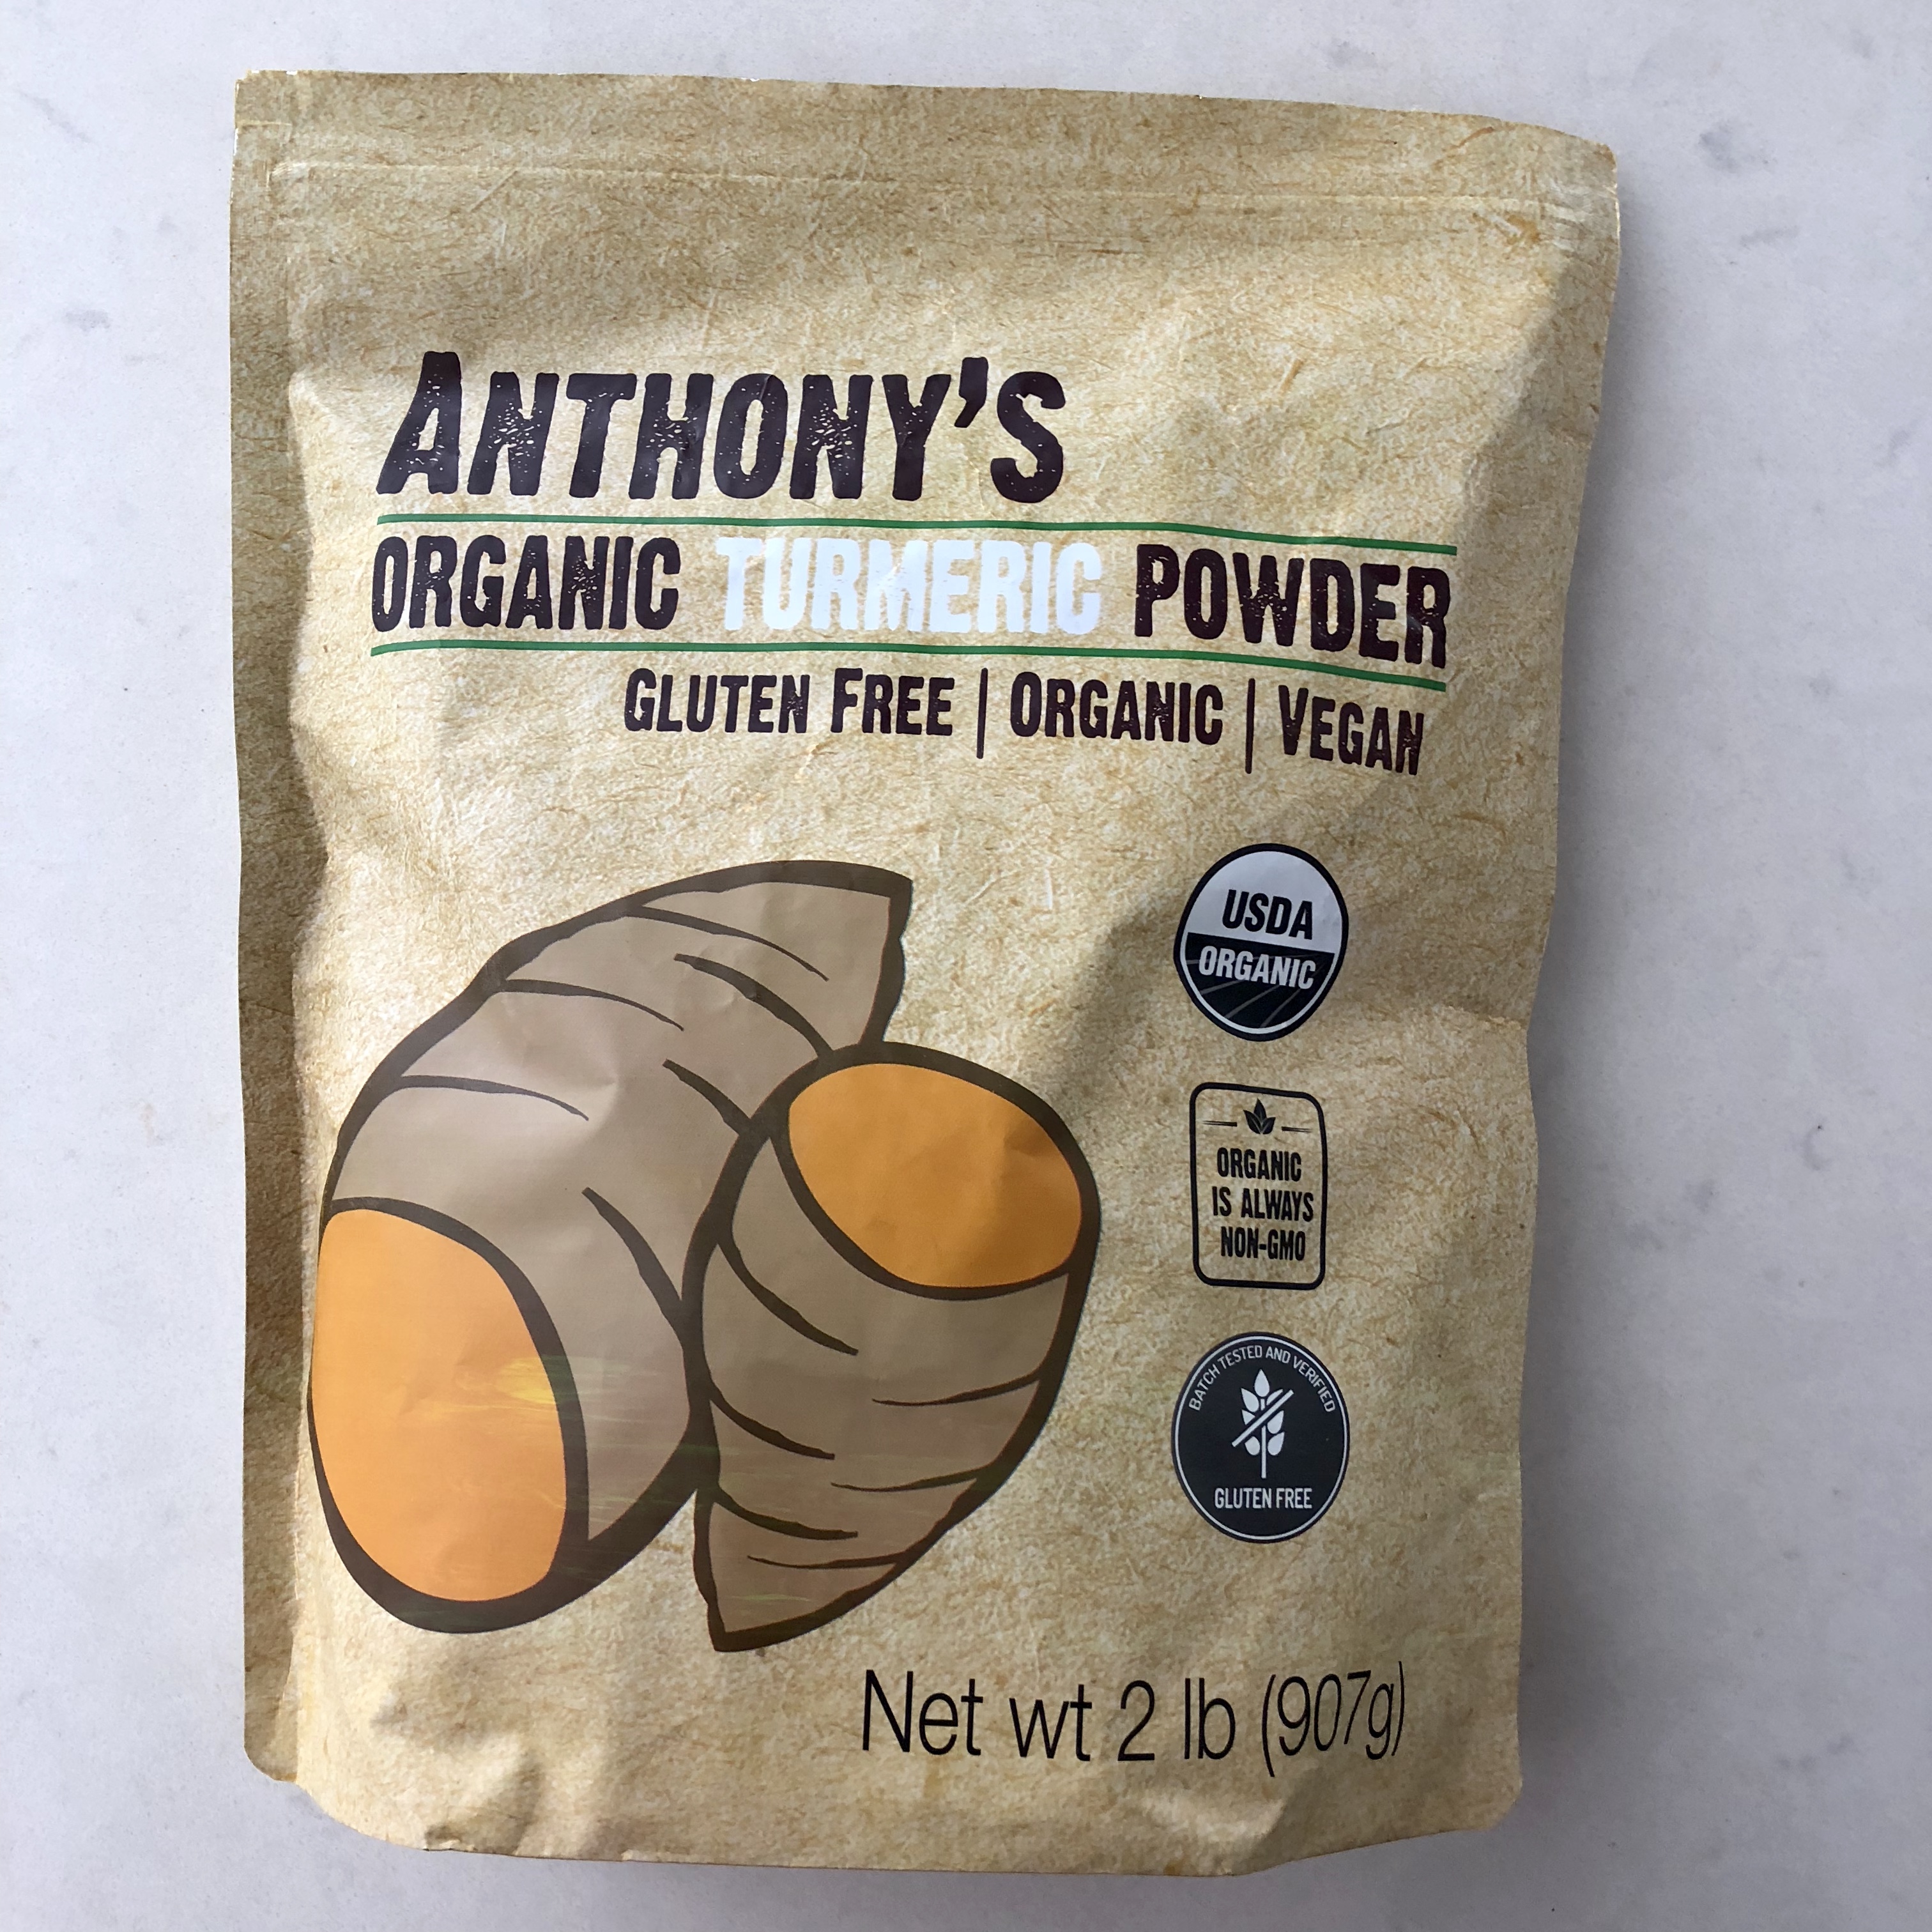 ANTHONY'S
ORGANIC TURMERIC POWDER
GLUTEN FREE | ORGANIC | VEGAN
USDA
ORGANIC
ORGANIC
IS ALWAYS
NON-GMO
BATCH TESTED AND VERIFIED
GLUTEN FREE
Net wt 2 lb (907g)